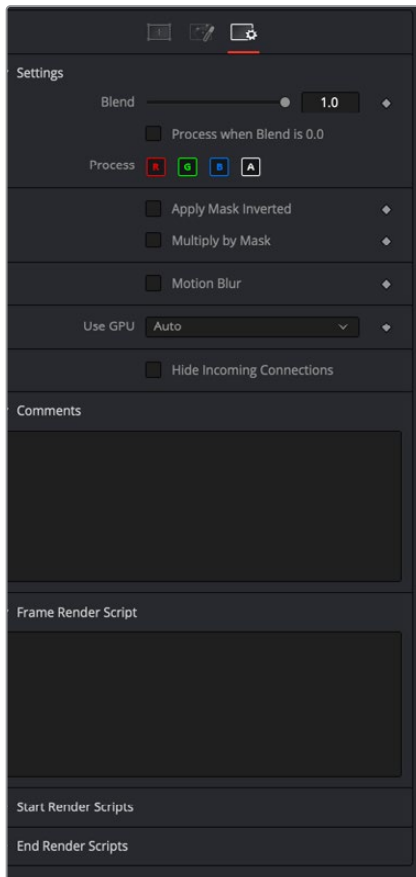 Settings
Blend 1.0
Process when Blend is 0.0
Process R G B A
Apply Mask Inverted
Multiply by Mask
Motion Blur
Use GPU Auto
Hide Incoming Connections
Comments
Frame Render Script
Start Render Scripts
End Render Scripts